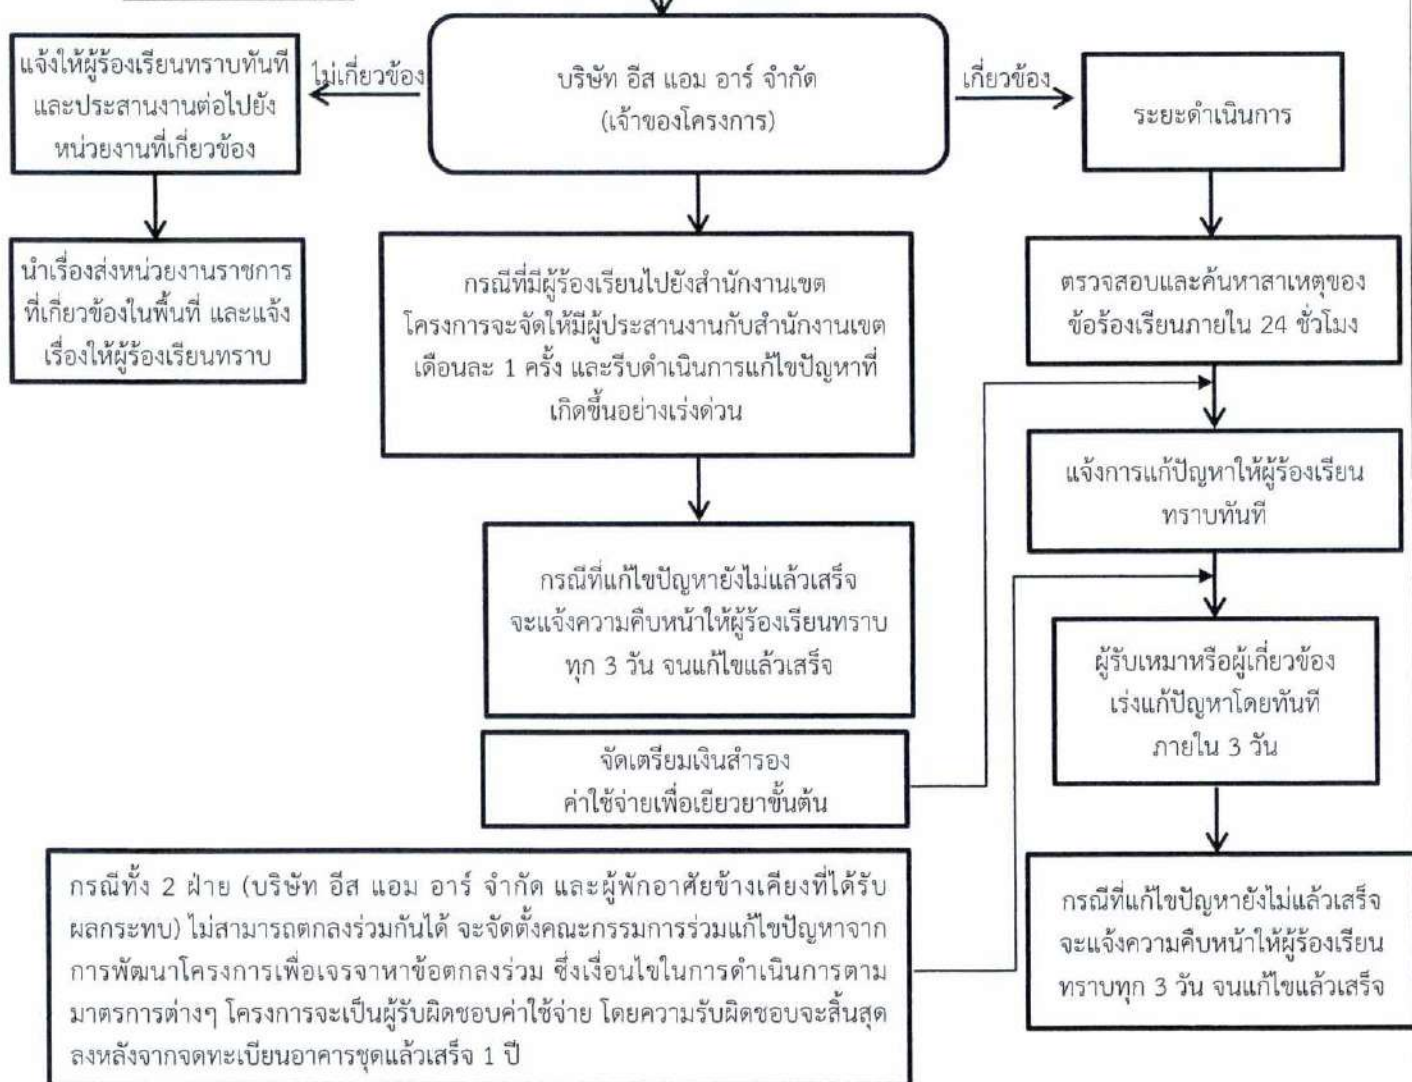 แจ้งให้ผู้ร้องเรียนทราบทันที
และประสานงานต่อไปยัง
หน่วยงานที่เกี่ยวข้อง
ไม่เกี่ยวข้อง
บริษัท อีส แอม อาร์ จำกัด
(เจ้าของโครงการ)
เกี่ยวข้อง
ระยะดำเนินการ
นำเรื่องส่งหน่วยงานราชการ
ที่เกี่ยวข้องในพื้นที่ และแจ้ง
เรื่องให้ผู้ร้องเรียนทราบ
กรณีที่มีผู้ร้องเรียนไปยังสำนักงานเขต
โครงการจะจัดให้มีผู้ประสานงานกับสำนักงานเขต
เดือนละ 1 ครั้ง และรีบดำเนินการแก้ไขปัญหาที่
เกิดขึ้นอย่างเร่งด่วน
ตรวจสอบและค้นหาสาเหตุของ
ข้อร้องเรียนภายใน 24 ชั่วโมง
แจ้งการแก้ปัญหาให้ผู้ร้องเรียน
ทราบทันที
กรณีที่แก้ไขปัญหายังไม่แล้วเสร็จ
จะแจ้งความคืบหน้าให้ผู้ร้องเรียนทราบ
ทุก 3 วัน จนแก้ไขแล้วเสร็จ
ผู้รับเหมาหรือผู้เกี่ยวข้อง
เร่งแก้ปัญหาโดยทันที
ภายใน 3 วัน
จัดเตรียมเงินสำรอง
ค่าใช้จ่ายเพื่อเยียวยาขั้นต้น
กรณีทั้ง 2 ฝ่าย (บริษัท อีส แอม อาร์ จำกัด และผู้พักอาศัยข้างเคียงที่ได้รับ
ผลกระทบ) ไม่สามารถตกลงร่วมกันได้ จะจัดตั้งคณะกรรมการร่วมแก้ไขปัญหาจาก
การพัฒนาโครงการเพื่อเจรจาหาข้อตกลงร่วม ซึ่งเงื่อนไขในการดำเนินการตาม
มาตรการต่างๆ โครงการจะเป็นผู้รับผิดชอบค่าใช้จ่าย โดยความรับผิดชอบจะสิ้นสุด
ลงหลังจากจดทะเบียนอาคารชุดแล้วเสร็จ 1 ปี
กรณีที่แก้ไขปัญหายังไม่แล้วเสร็จ
จะแจ้งความคืบหน้าให้ผู้ร้องเรียน
ทราบทุก 3 วัน จนแก้ไขแล้วเสร็จ